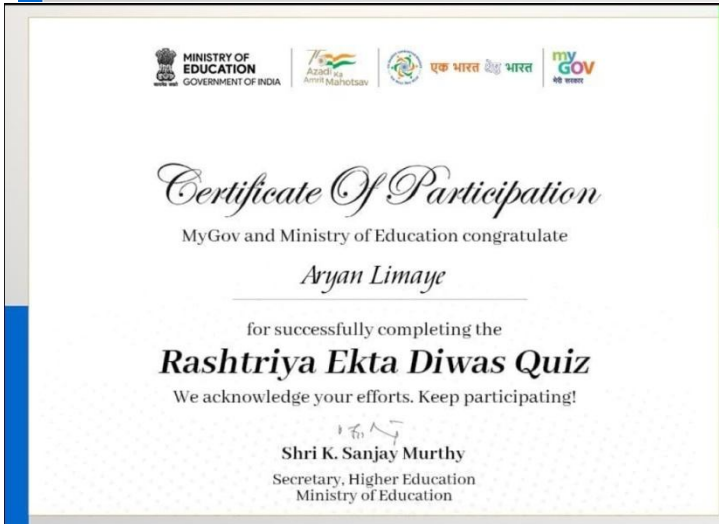 MINISTRY OF
EDUCATION
GOVERNMENT OF INDIA
Azadi Ka
Amrit Mahotsav
एक भारत श्रेष्ठ भारत
my
GOV
मेरी सरकार
Certificate Of Participation
MyGov and Ministry of Education congratulate
Aryan Limaye
for successfully completing the
Rashtriya Ekta Diwas Quiz
We acknowledge your efforts. Keep participating!
Shri K. Sanjay Murthy
Secretary, Higher Education
Ministry of Education